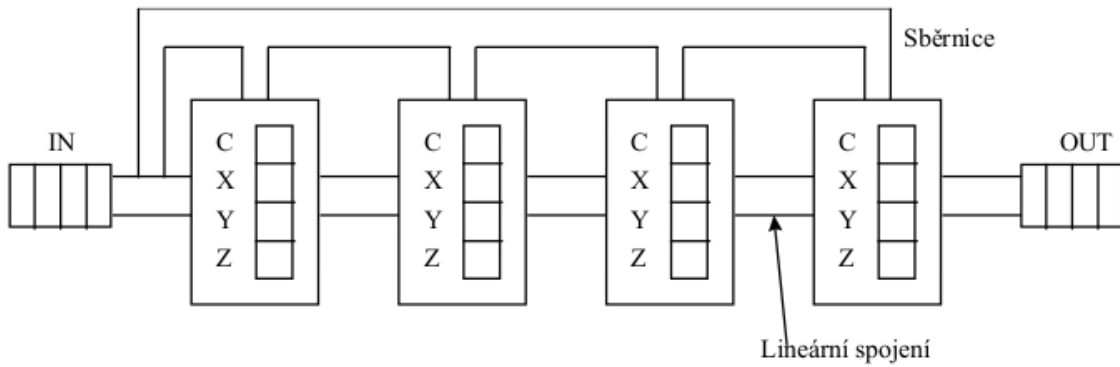 Sběrnice
IN
OUT
C C C C
X X X X
Y Y Y Y
Z Z Z Z
Lineární spojení